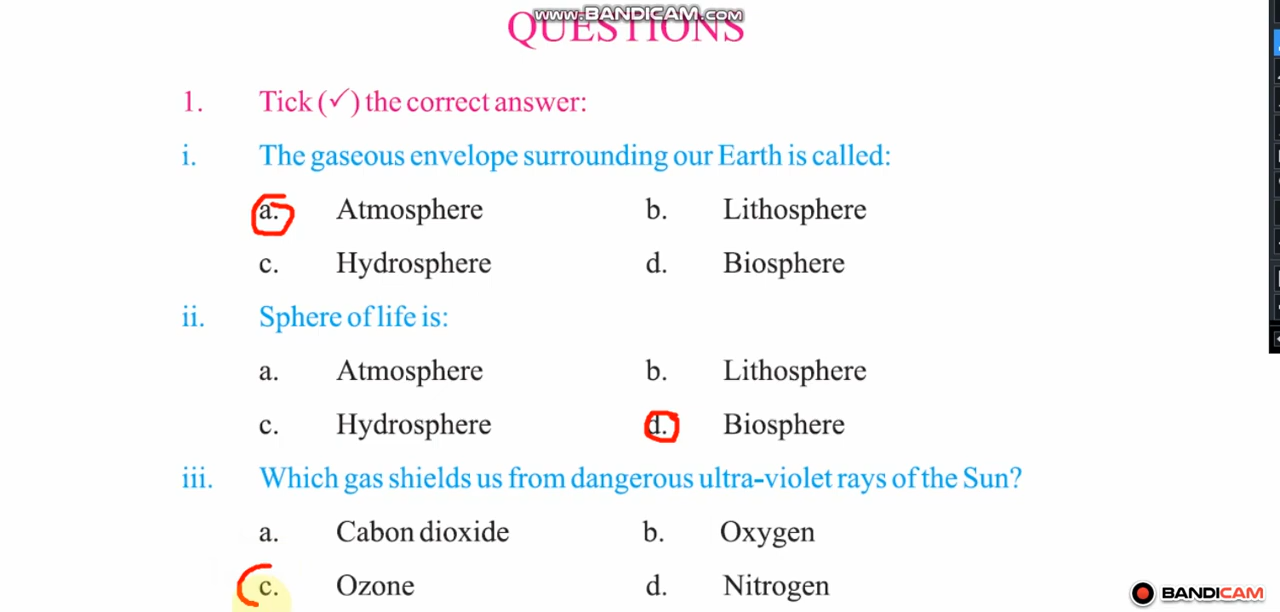 www.BANDICAM.com
QUESTIONS
1. Tick (✓) the correct answer:
i. The gaseous envelope surrounding our Earth is called:
a. Atmosphere b. Lithosphere
c. Hydrosphere d. Biosphere
ii. Sphere of life is:
a. Atmosphere b. Lithosphere
c. Hydrosphere d. Biosphere
iii. Which gas shields us from dangerous ultra-violet rays of the Sun?
a. Cabon dioxide b. Oxygen
c. Ozone d. Nitrogen
BANDICAM